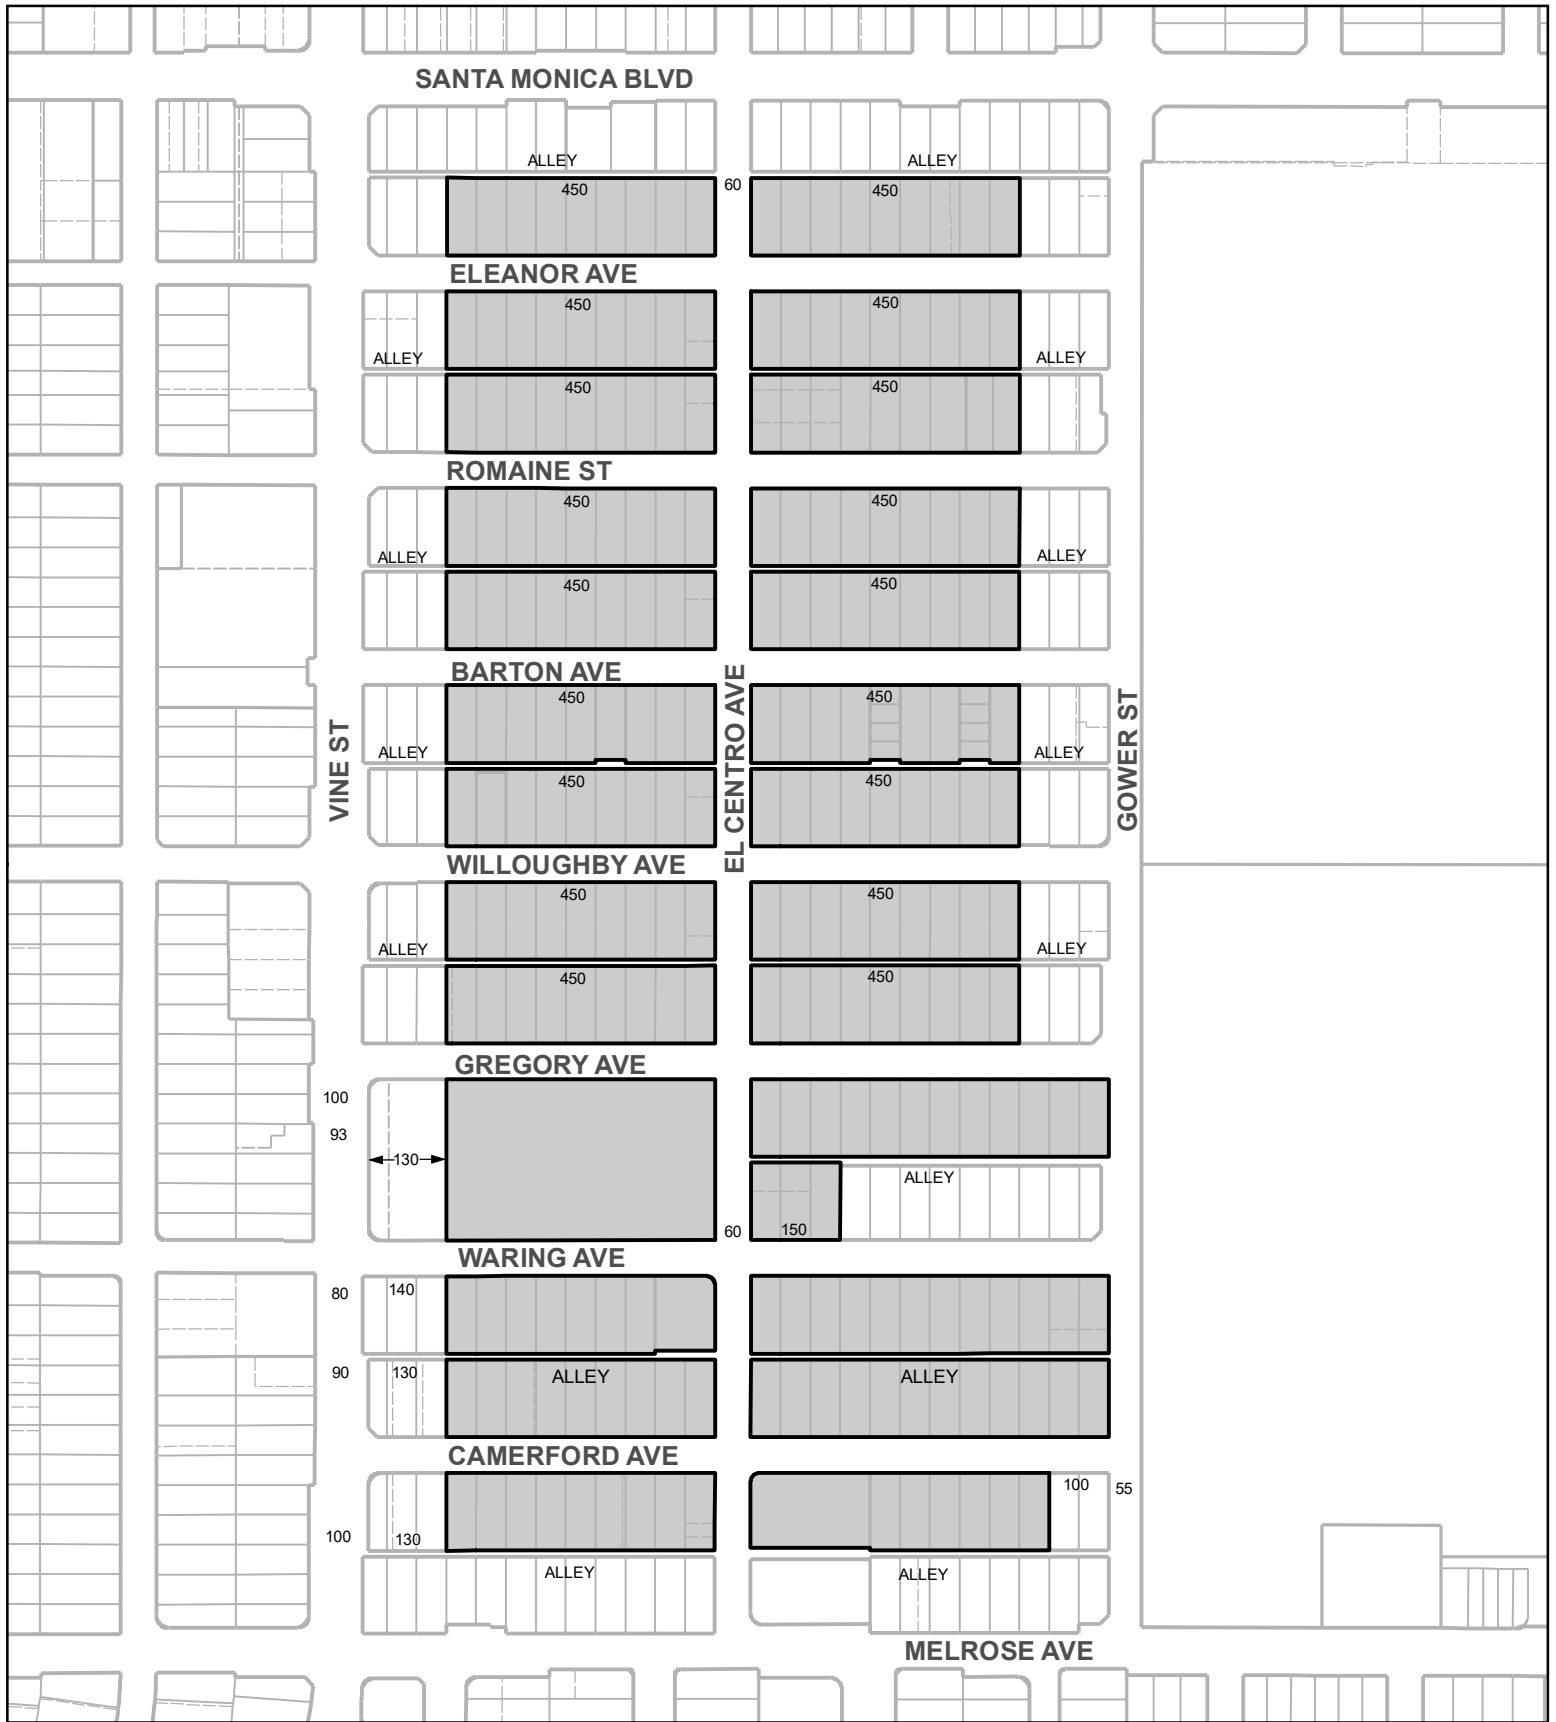 SANTA MONICA BLVD
ALLEY
ALLEY
450
60
450
ELEANOR AVE
450
450
ALLEY
ALLEY
450
450
ROMAINE ST
450
450
ALLEY
ALLEY
450
450
BARTON AVE
450
450
ALLEY
ALLEY
VINE ST
EL CENTRO AVE
GOWER ST
450
450
WILLOUGHBY AVE
450
450
ALLEY
ALLEY
450
450
GREGORY AVE
100
93
130
ALLEY
60
150
WARING AVE
80
140
90
130
ALLEY
ALLEY
CAMERFORD AVE
100
55
100
130
ALLEY
ALLEY
MELROSE AVE